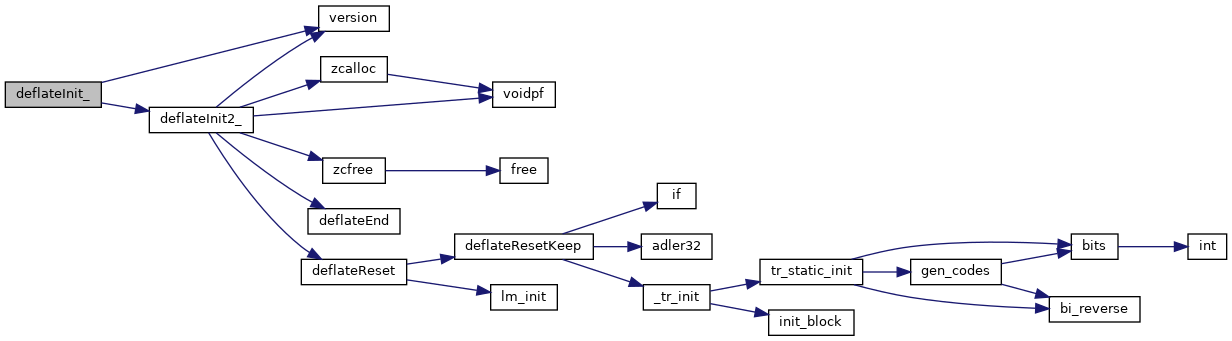 version
deflateInit_
zcalloc
voidpf
deflateInit2_
zcfree
free
deflateEnd
if
deflateResetKeep
adler32
bits
int
deflateReset
tr_static_init
gen_codes
lm_init
_tr_init
bi_reverse
init_block